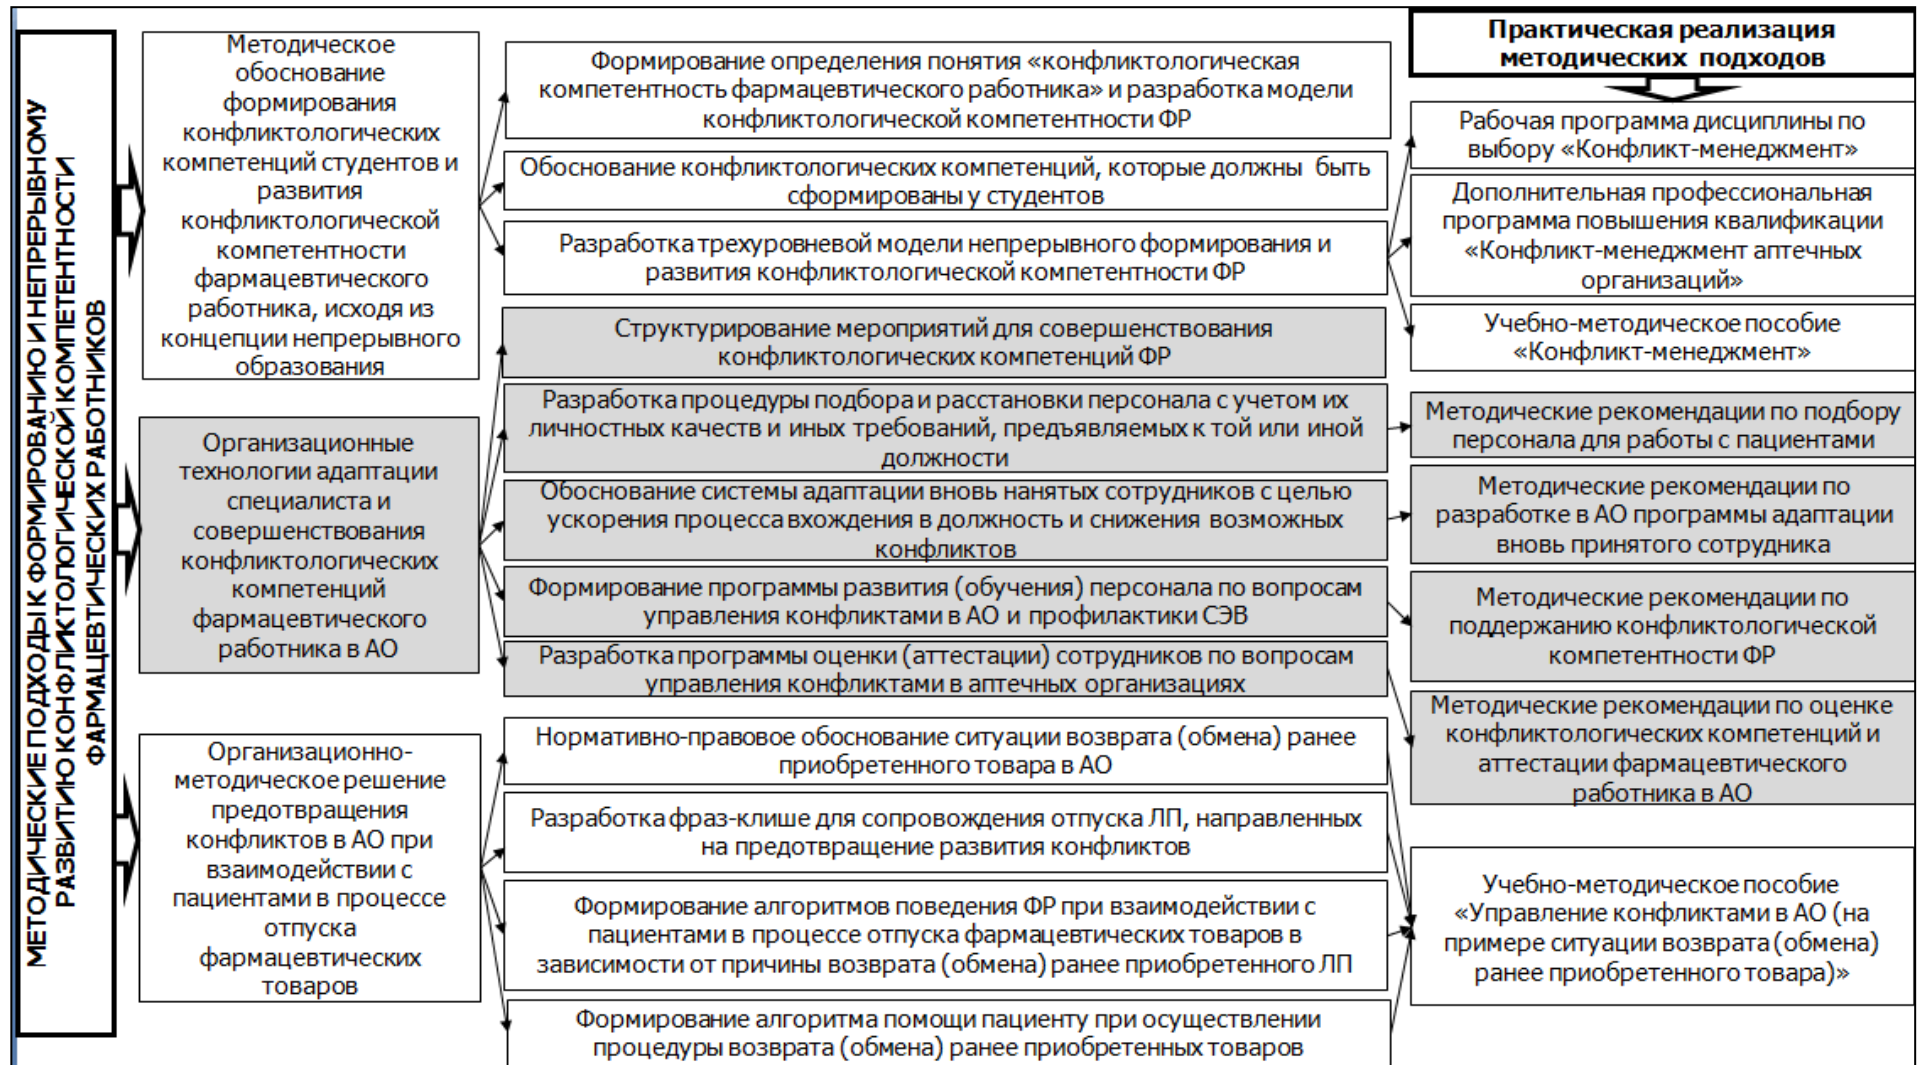 МЕТОДИЧЕСКИЕ ПОДХОДЫ К ФОРМИРОВАНИЮ И НЕПРЕРЫВНОМУ
РАЗВИТИЮ КОНФЛИКТОЛОГИЧЕСКОЙ КОМПЕТЕНТНОСТИ
ФАРМАЦЕВТИЧЕСКИХ РАБОТНИКОВ
Методическое
обоснование
формирования
конфликтологических
компетенций студентов и
развития
конфликтологической
компетентности
фармацевтического
работника, исходя из
концепции непрерывного
образования
Организационные
технологии адаптации
специалиста и
совершенствования
конфликтологических
компетенций
фармацевтического
работника в АО
Организационно-
методическое решение
предотвращения
конфликтов в АО при
взаимодействии с
пациентами в процессе
отпуска
фармацевтических
товаров
Формирование определения понятия «конфликтологическая
компетентность фармацевтического работника» и разработка модели
конфликтологической компетентности ФР
Обоснование конфликтологических компетенций, которые должны быть
сформированы у студентов
Разработка трехуровневой модели непрерывного формирования и
развития конфликтологической компетентности ФР
Структурирование мероприятий для совершенствования
конфликтологических компетенций ФР
Разработка процедуры подбора и расстановки персонала с учетом их
личностных качеств и иных требований, предъявляемых к той или иной
должности
Обоснование системы адаптации вновь нанятых сотрудников с целью
ускорения процесса вхождения в должность и снижения возможных
конфликтов
Формирование программы развития (обучения) персонала по вопросам
управления конфликтами в АО и профилактики СЭВ
Разработка программы оценки (аттестации) сотрудников по вопросам
управления конфликтами в аптечных организациях
Нормативно-правовое обоснование ситуации возврата (обмена) ранее
приобретенного товара в АО
Разработка фраз-клише для сопровождения отпуска ЛП, направленных
на предотвращение развития конфликтов
Формирование алгоритмов поведения ФР при взаимодействии с
пациентами в процессе отпуска фармацевтических товаров в
зависимости от причины возврата (обмена) ранее приобретенного ЛП
Формирование алгоритма помощи пациенту при осуществлении
процедуры возврата (обмена) ранее приобретенных товаров
Практическая реализация
методических подходов
Рабочая программа дисциплины по
выбору «Конфликт-менеджмент»
Дополнительная профессиональная
программа повышения квалификации
«Конфликт-менеджмент аптечных
организаций»
Учебно-методическое пособие
«Конфликт-менеджмент»
Методические рекомендации по подбору
персонала для работы с пациентами
Методические рекомендации по
разработке в АО программы адаптации
вновь принятого сотрудника
Методические рекомендации по
поддержанию конфликтологической
компетентности ФР
Методические рекомендации по оценке
конфликтологических компетенций и
аттестации фармацевтического
работника в АО
Учебно-методическое пособие
«Управление конфликтами в АО (на
примере ситуации возврата (обмена)
ранее приобретенного товара)»